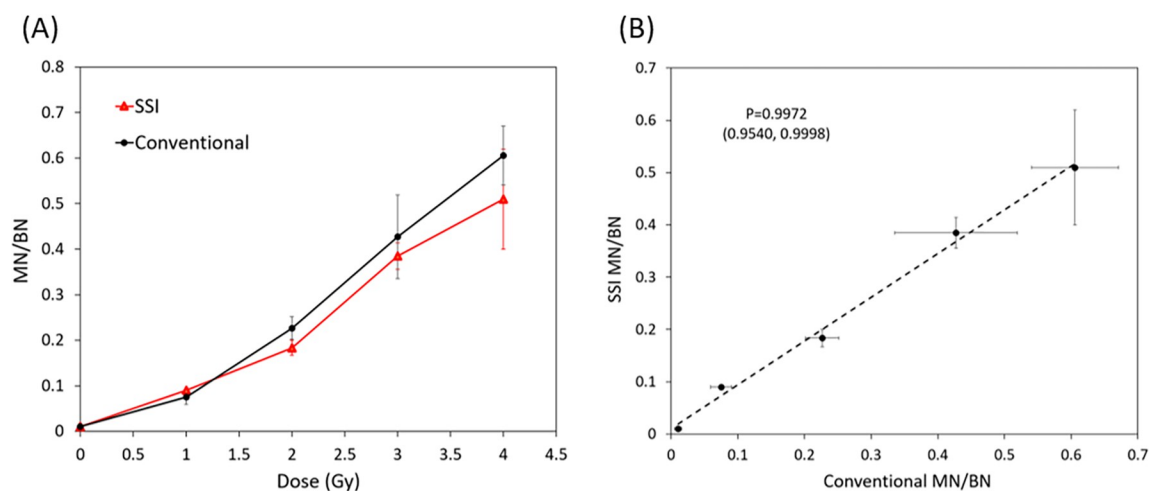 (A)
0.8
0.7
0.6
0.5
0.4
0.3
0.2
0.1
0
MN/BN
SSI
Conventional
0 0.5 1 1.5 2 2.5 3 3.5 4 4.5
Dose (Gy)
(B)
0.7
0.6
0.5
0.4
0.3
0.2
0.1
0
SSI MN/BN
P=0.9972
(0.9540, 0.9998)
0 0.1 0.2 0.3 0.4 0.5 0.6 0.7
Conventional MN/BN